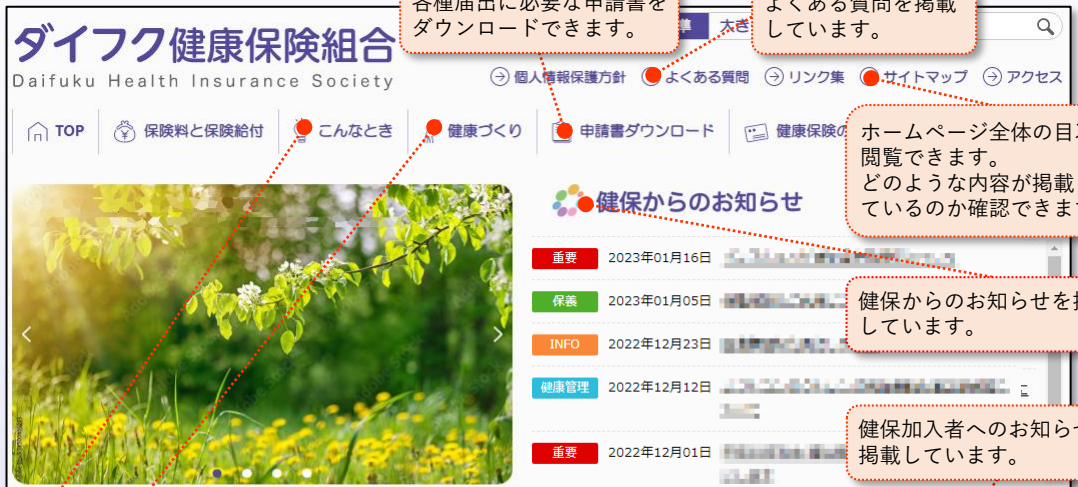 各種届出に必要な申請書を
ダウンロードできます。
よくある質問を掲載
しています。
ダイフク健康保険組合
Daifuku Health Insurance Society
大き
個人情報保護方針 よくある質問 リンク集 サイトマップ アクセス
TOP 保険料と保険給付 こんなとき 健康づくり 申請書ダウンロード 健康保険の
ホームページ全体の目
閲覧できます。
どのような内容が掲載
ているのか確認できま
健保からのお知らせ
重要 2023年01月16日
保養 2023年01月05日
健保からのお知らせを
しています。
INFO 2022年12月23日
健康管理 2022年12月12日
健保加入者へのお知ら
掲載しています。
重要 2022年12月01日